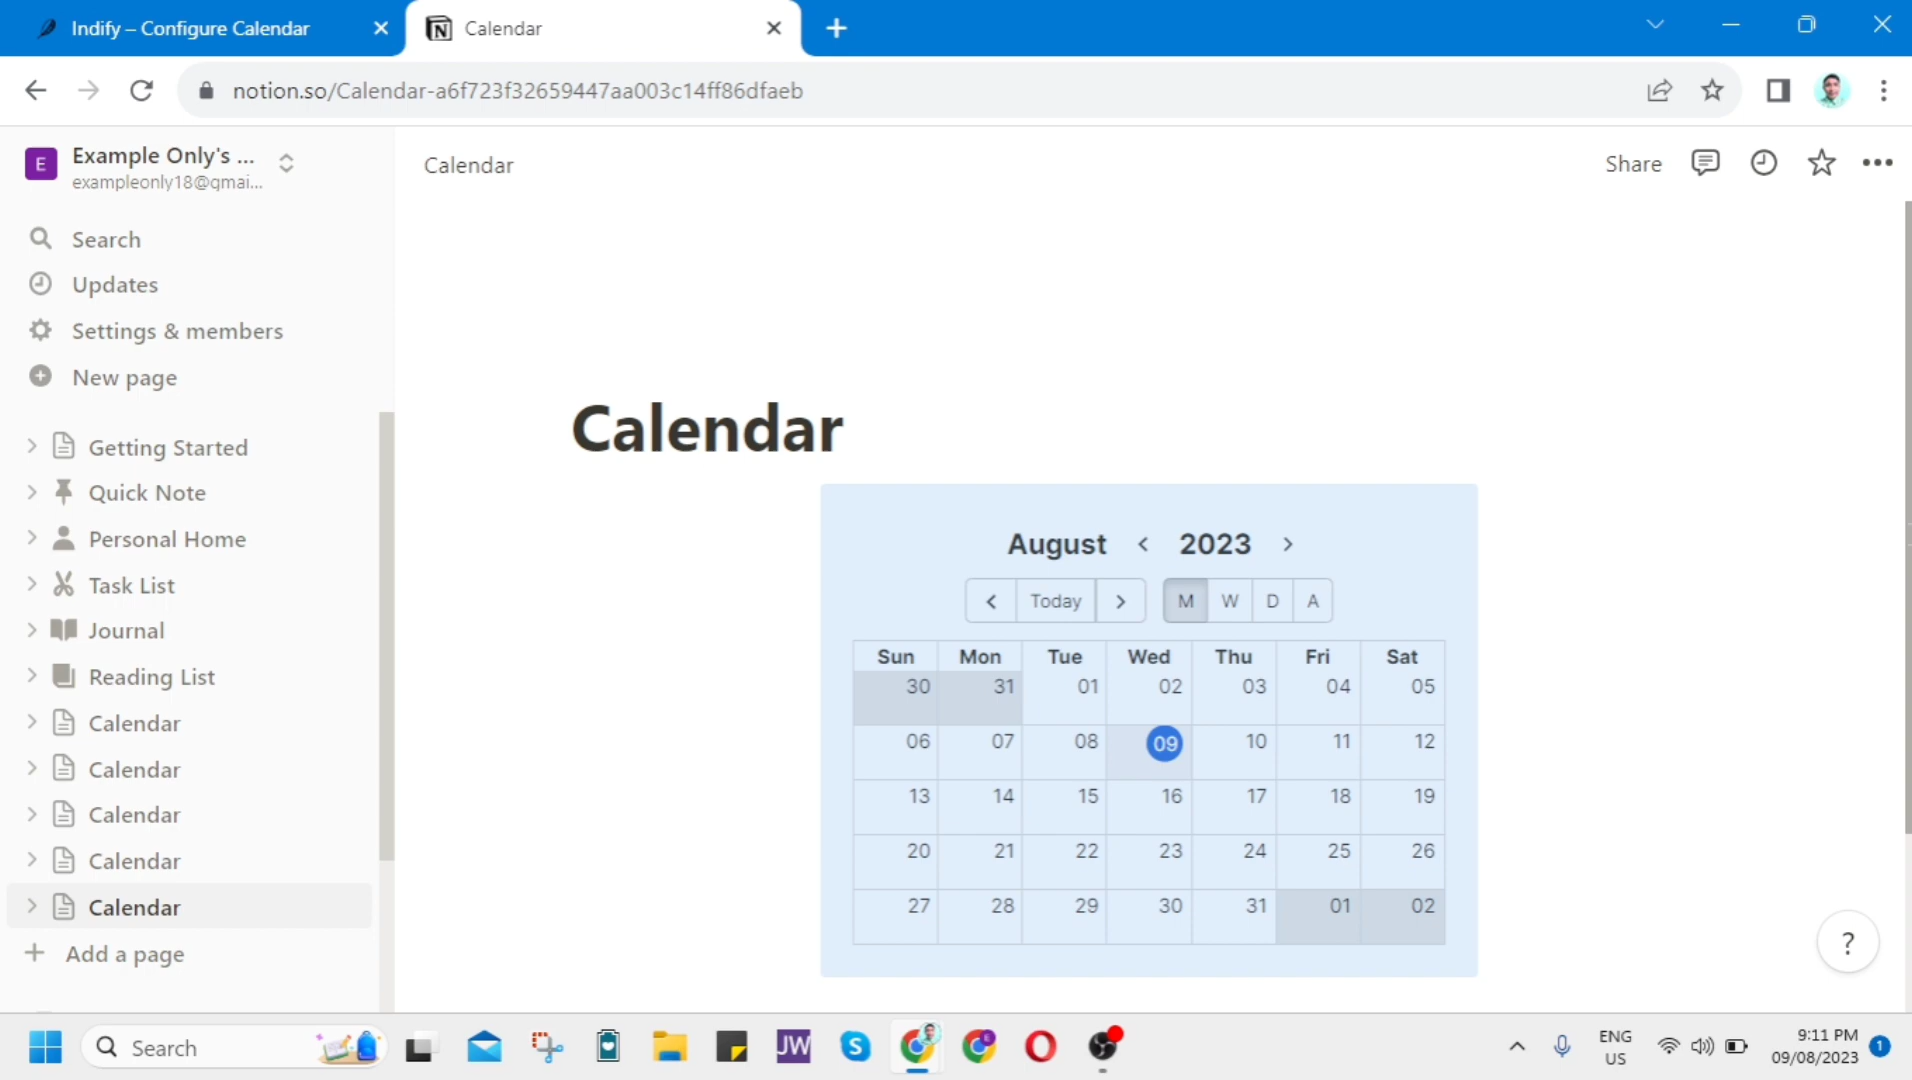 Indify – Configure Calendar
Calendar
notion.so/Calendar-a6f723f32659447aa003c14ff86dfaeb
E
Example Only's ...
exampleonly18@gmai...
Search
Updates
Settings & members
New page
Getting Started
Quick Note
Personal Home
Task List
Journal
Reading List
Calendar
Calendar
Calendar
Calendar
Calendar
Add a page
Calendar
Share
Calendar
August < 2023 >
< Today > M W D A
Sun Mon Tue Wed Thu Fri Sat
30 31 01 02 03 04 05
06 07 08 09 10 11 12
13 14 15 16 17 18 19
20 21 22 23 24 25 26
27 28 29 30 31 01 02
?
Search
JW
S
ENG
US
9:11 PM
09/08/2023
1